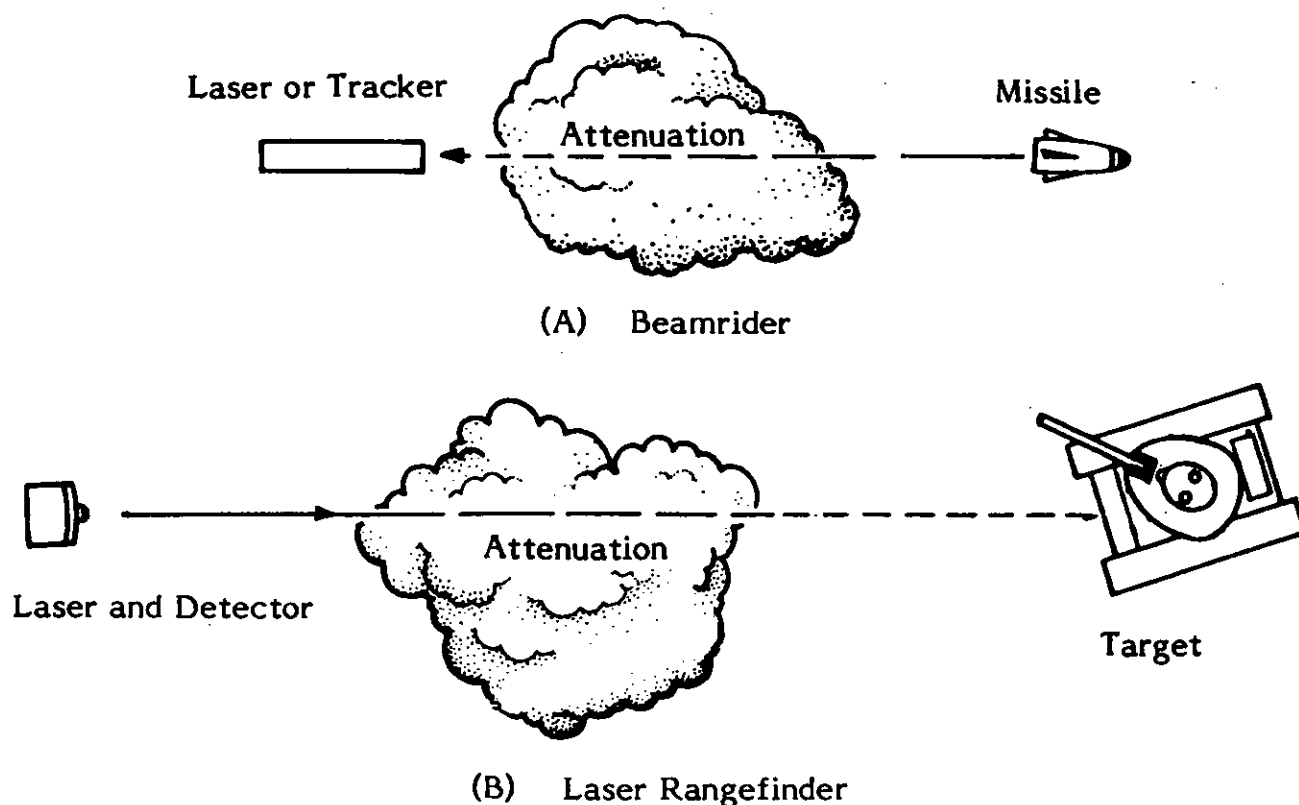 Laser or Tracker
Missile
Attenuation
(A) Beamrider
Attenuation
Laser and Detector
Target
(B) Laser Rangefinder